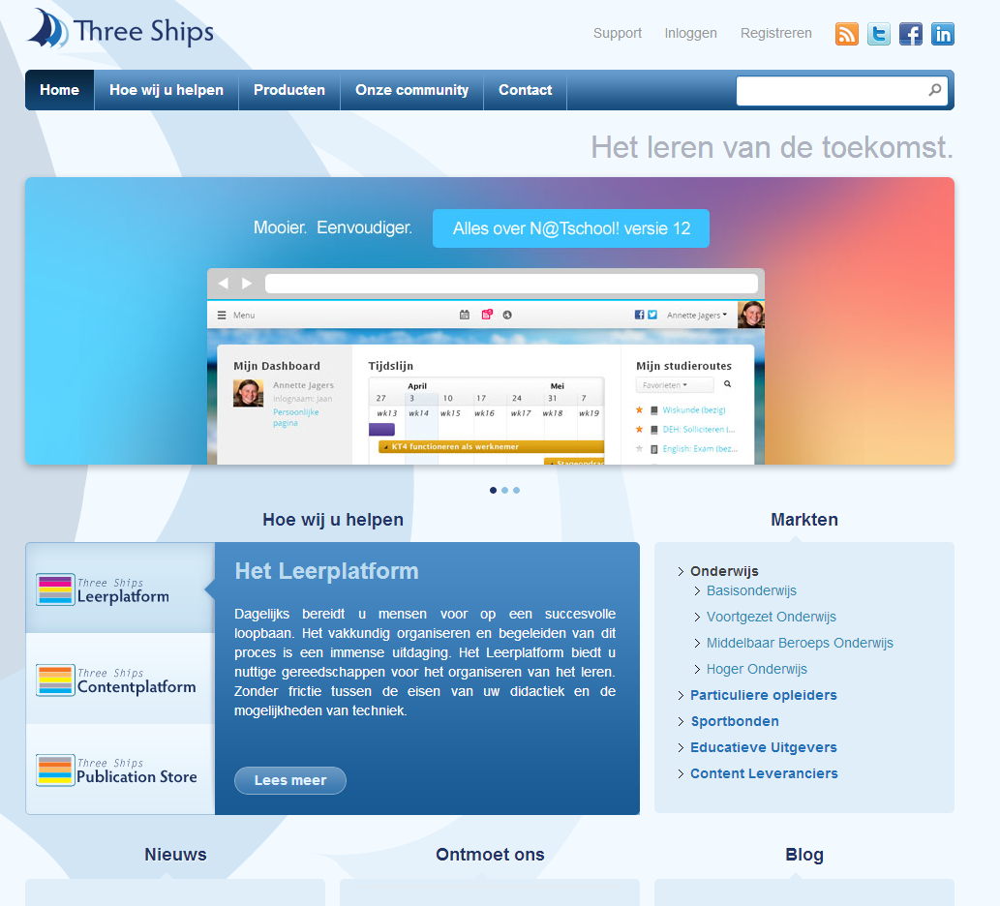 Three Ships
Support Inloggen Registreren
Home Hoe wij u helpen Producten Onze community Contact
Het leren van de toekomst.
Mooier. Eenvoudiger. Alles over N@Tschool! versie 12
Menu
Annette Jagers
Mijn Dashboard
Annette Jagers
Inlognaam: Jaan
Persoonlijke
pagina
Tijdslijn
April Mei
27 3 10 17 24 31 7
wk13 wk14 wk15 wk16 wk17 wk18 wk19
KT4 functioneren als werknemer
Stageopdrac
Mijn studieroutes
Favorieten
Wiskunde (bezig)
DEH: Solliciteren (...
English: Exam (bez...
Hoe wij u helpen
Three Ships
Leerplatform
Three Ships
Contentplatform
Three Ships
Publication Store
Het Leerplatform
Dagelijks bereidt u mensen voor op een succesvolle
loopbaan. Het vakkundig organiseren en begeleiden van dit
proces is een immense uitdaging. Het Leerplatform biedt u
nuttige gereedschappen voor het organiseren van het leren.
Zonder frictie tussen de eisen van uw didactiek en de
mogelijkheden van techniek.
Lees meer
Markten
Onderwijs
Basisonderwijs
Voortgezet Onderwijs
Middelbaar Beroeps Onderwijs
Hoger Onderwijs
Particuliere opleiders
Sportbonden
Educatieve Uitgevers
Content Leveranciers
Nieuws
Ontmoet ons
Blog